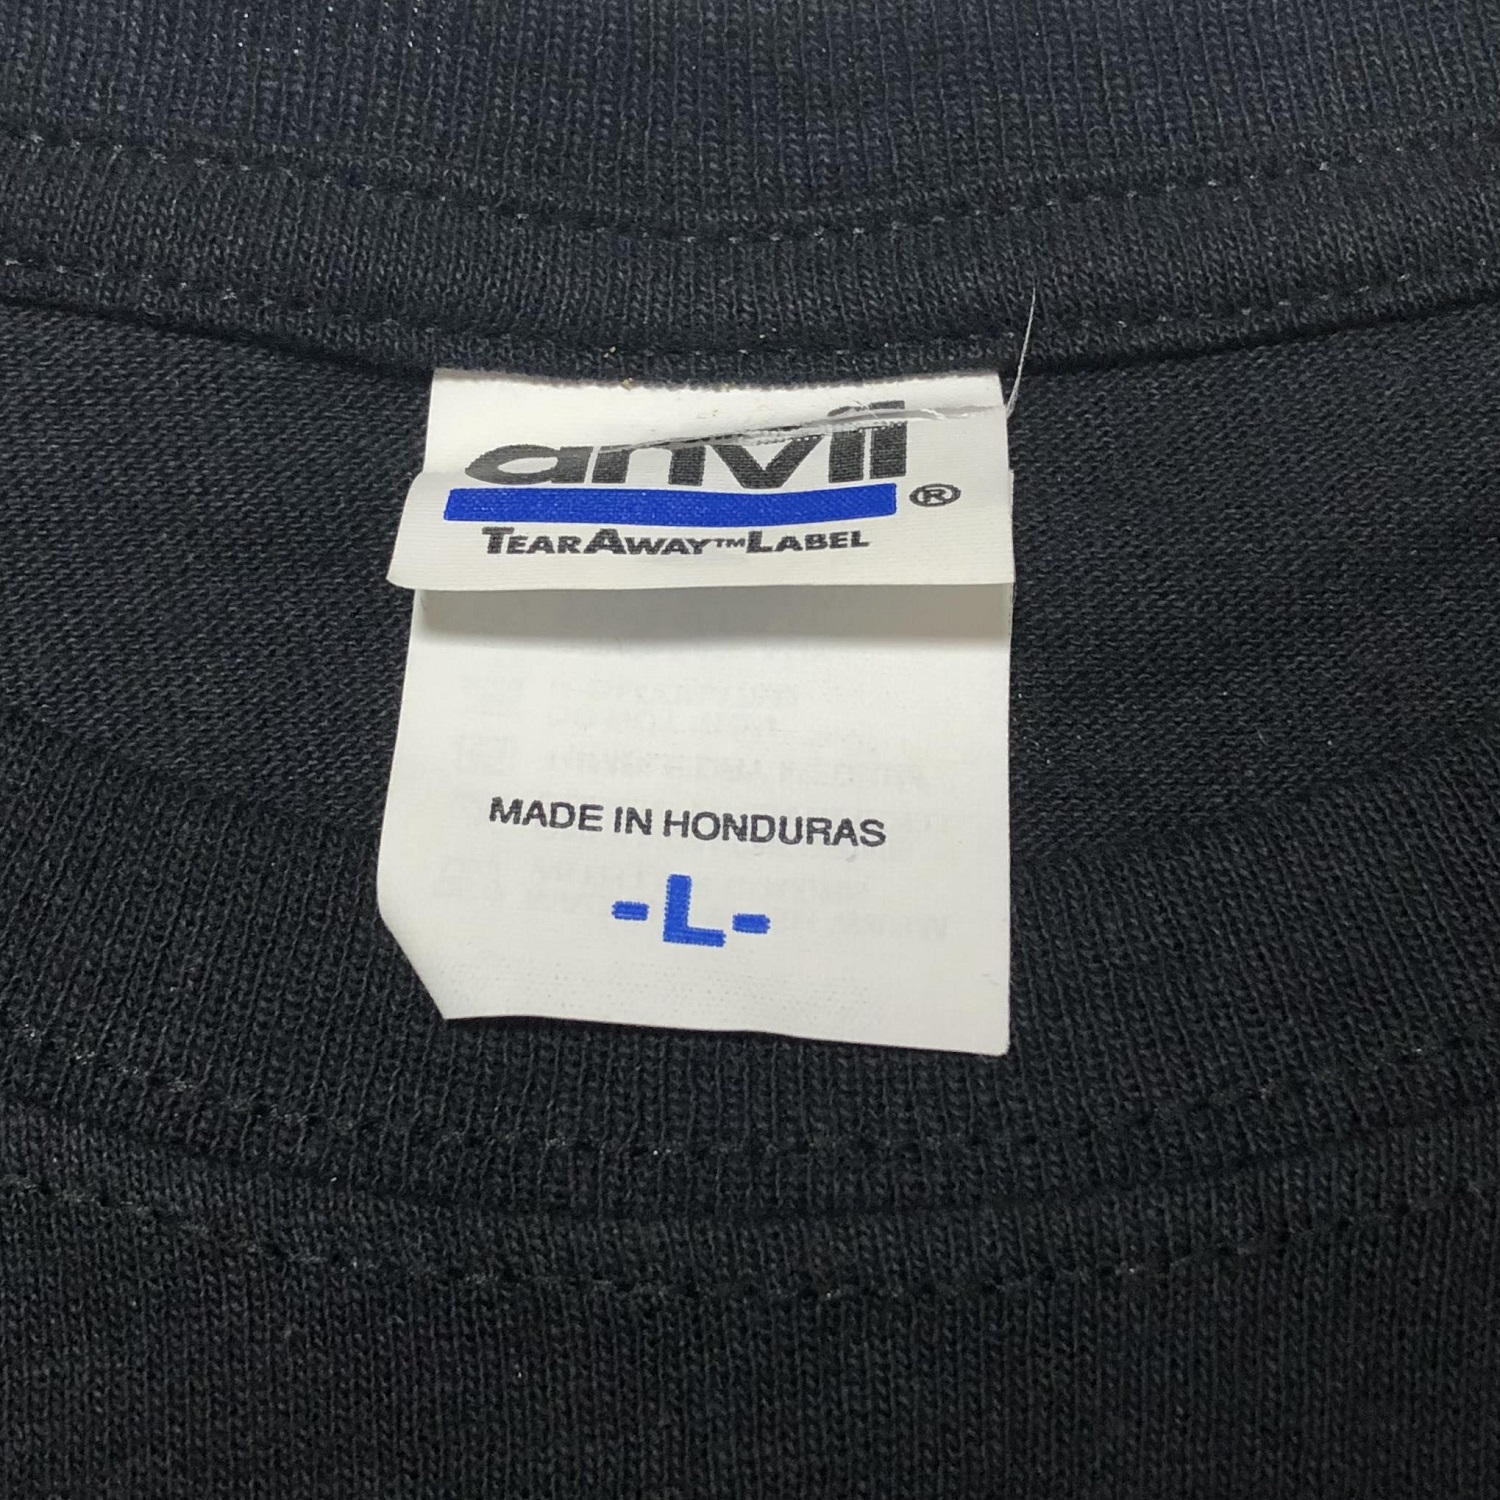 anvil ®
TEARAWAY™LABEL
MADE IN HONDURAS
-L-